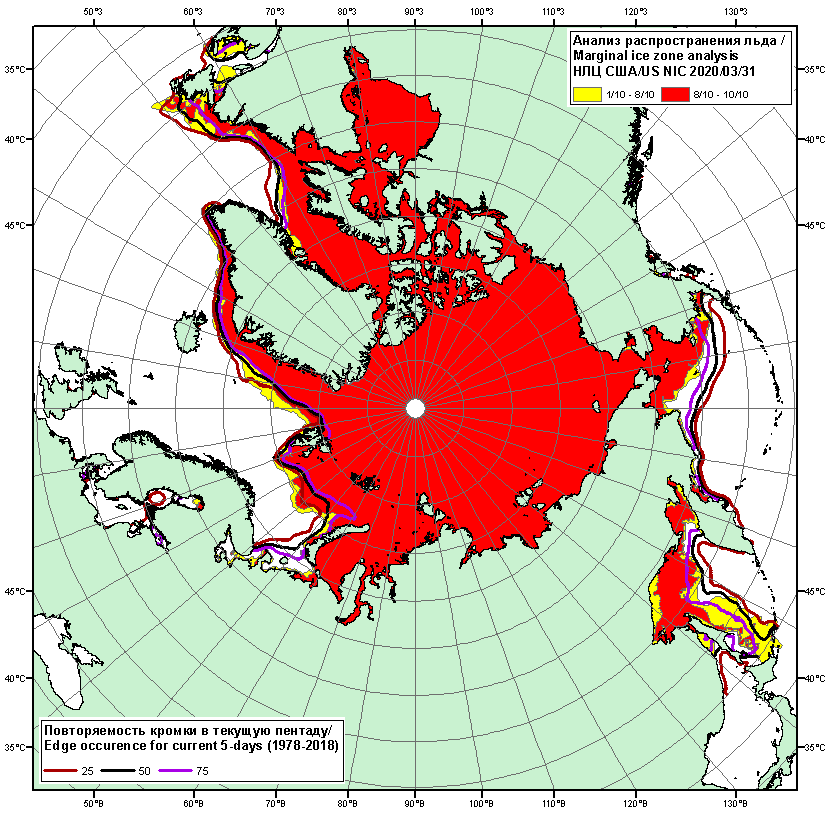 50°З 60°З 70°З 80°З 90°З 100°З 110°З 120°З 130°З
Анализ распространения льда /
Marginal ice zone analysis
НЛЦ США/US NIC 2020/03/31
1/10 - 8/10 8/10 - 10/10
35°С 35°С
40°С 40°С
45°С 45°С
45°С 45°С
40°С 40°С
35°С 35°С
Повторяемость кромки в текущую пентаду/
Edge occurence for current 5-days (1978-2018)
25 50 75
50°В 60°В 70°В 80°В 90°В 100°В 110°В 120°В 130°В